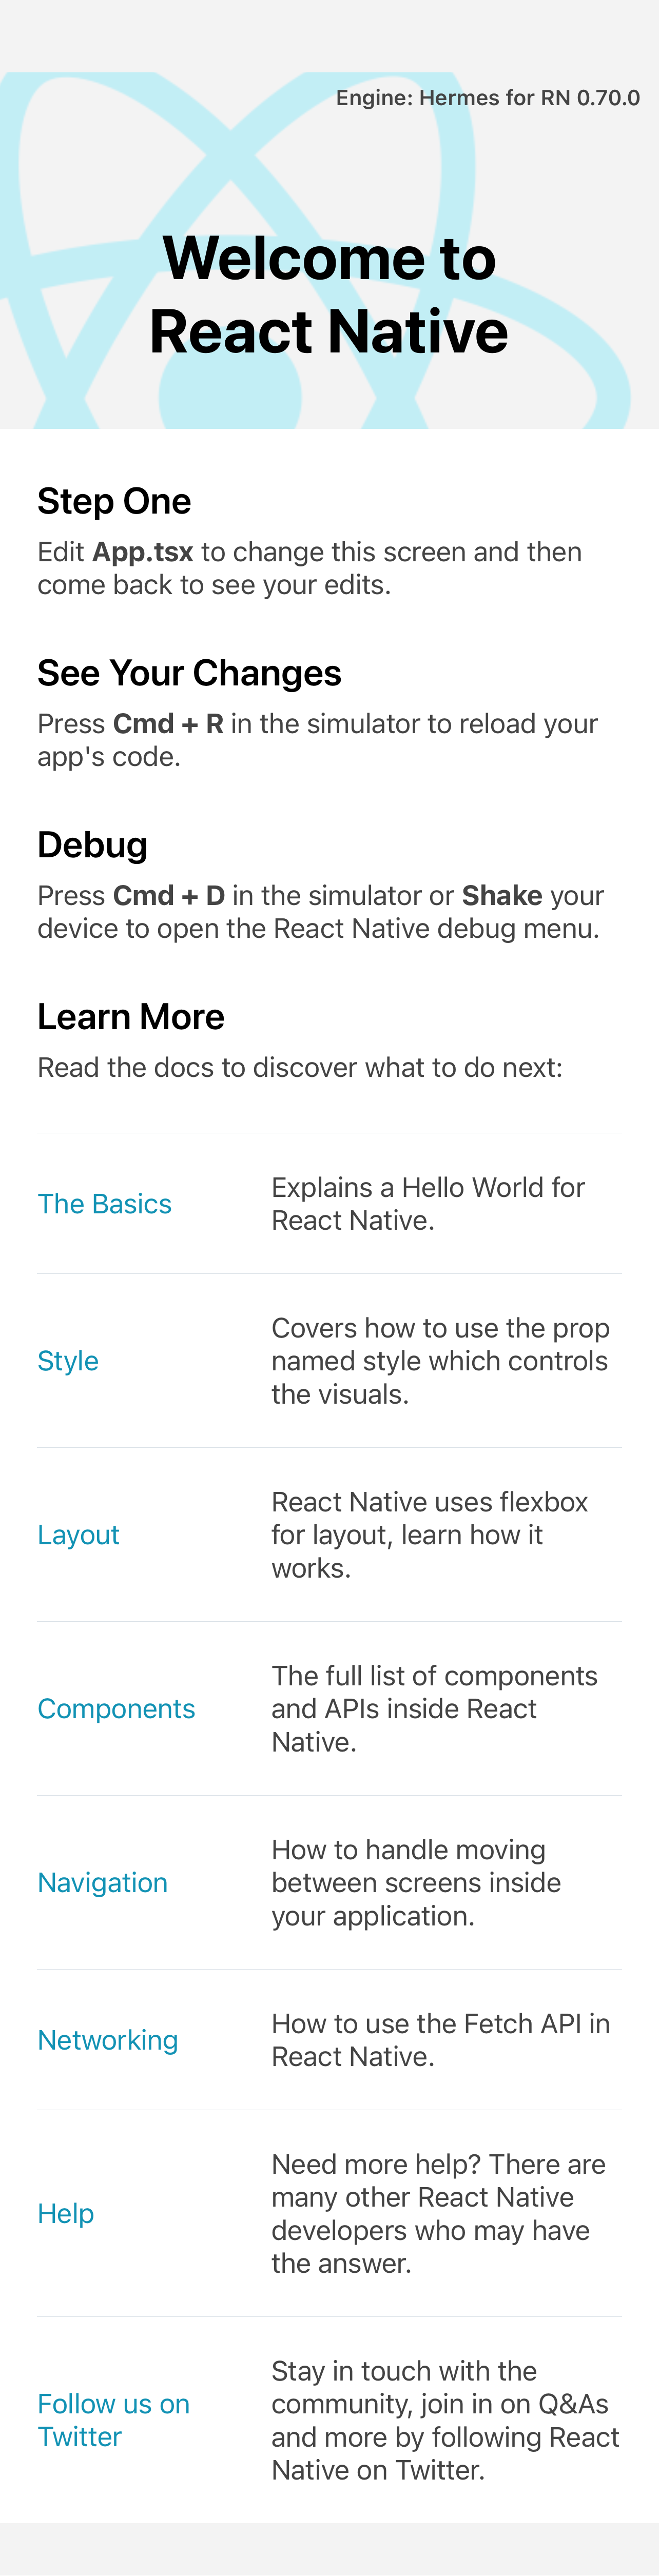 Engine: Hermes for RN 0.70.0
Welcome to
React Native
Step One
Edit App.tsx to change this screen and then
come back to see your edits.
See Your Changes
Press Cmd + R in the simulator to reload your
app's code.
Debug
Press Cmd + D in the simulator or Shake your
device to open the React Native debug menu.
Learn More
Read the docs to discover what to do next:
The Basics
Explains a Hello World for
React Native.
Style
Covers how to use the prop
named style which controls
the visuals.
Layout
React Native uses flexbox
for layout, learn how it
works.
Components
The full list of components
and APIs inside React
Native.
Navigation
How to handle moving
between screens inside
your application.
Networking
How to use the Fetch API in
React Native.
Help
Need more help? There are
many other React Native
developers who may have
the answer.
Follow us on
Twitter
Stay in touch with the
community, join in on Q&As
and more by following React
Native on Twitter.